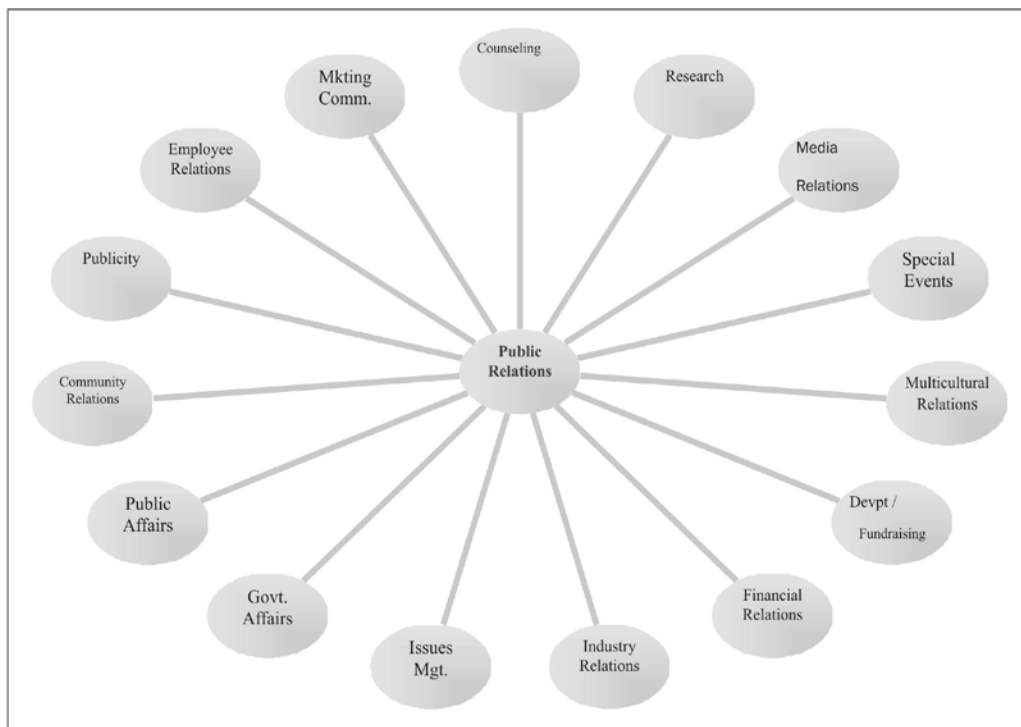 Counseling
Research
Media
Relations
Special
Events
Multicultural
Relations
Devpt /
Fundraising
Financial
Relations
Industry
Relations
Issues
Mgt.
Govt.
Affairs
Public
Affairs
Community
Relations
Publicity
Employee
Relations
Mkting
Comm.
Public
Relations